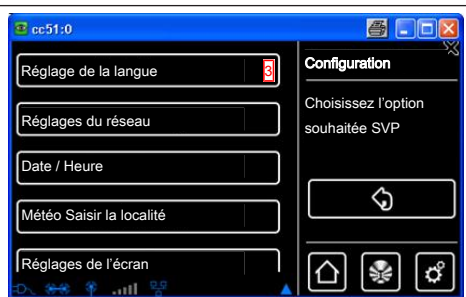 cc51:0
Réglage de la langue
3
Réglages du réseau
Date / Heure
Météo Saisir la localité
Réglages de l'écran
Configuration
Choisissez l'option
souhaitée SVP